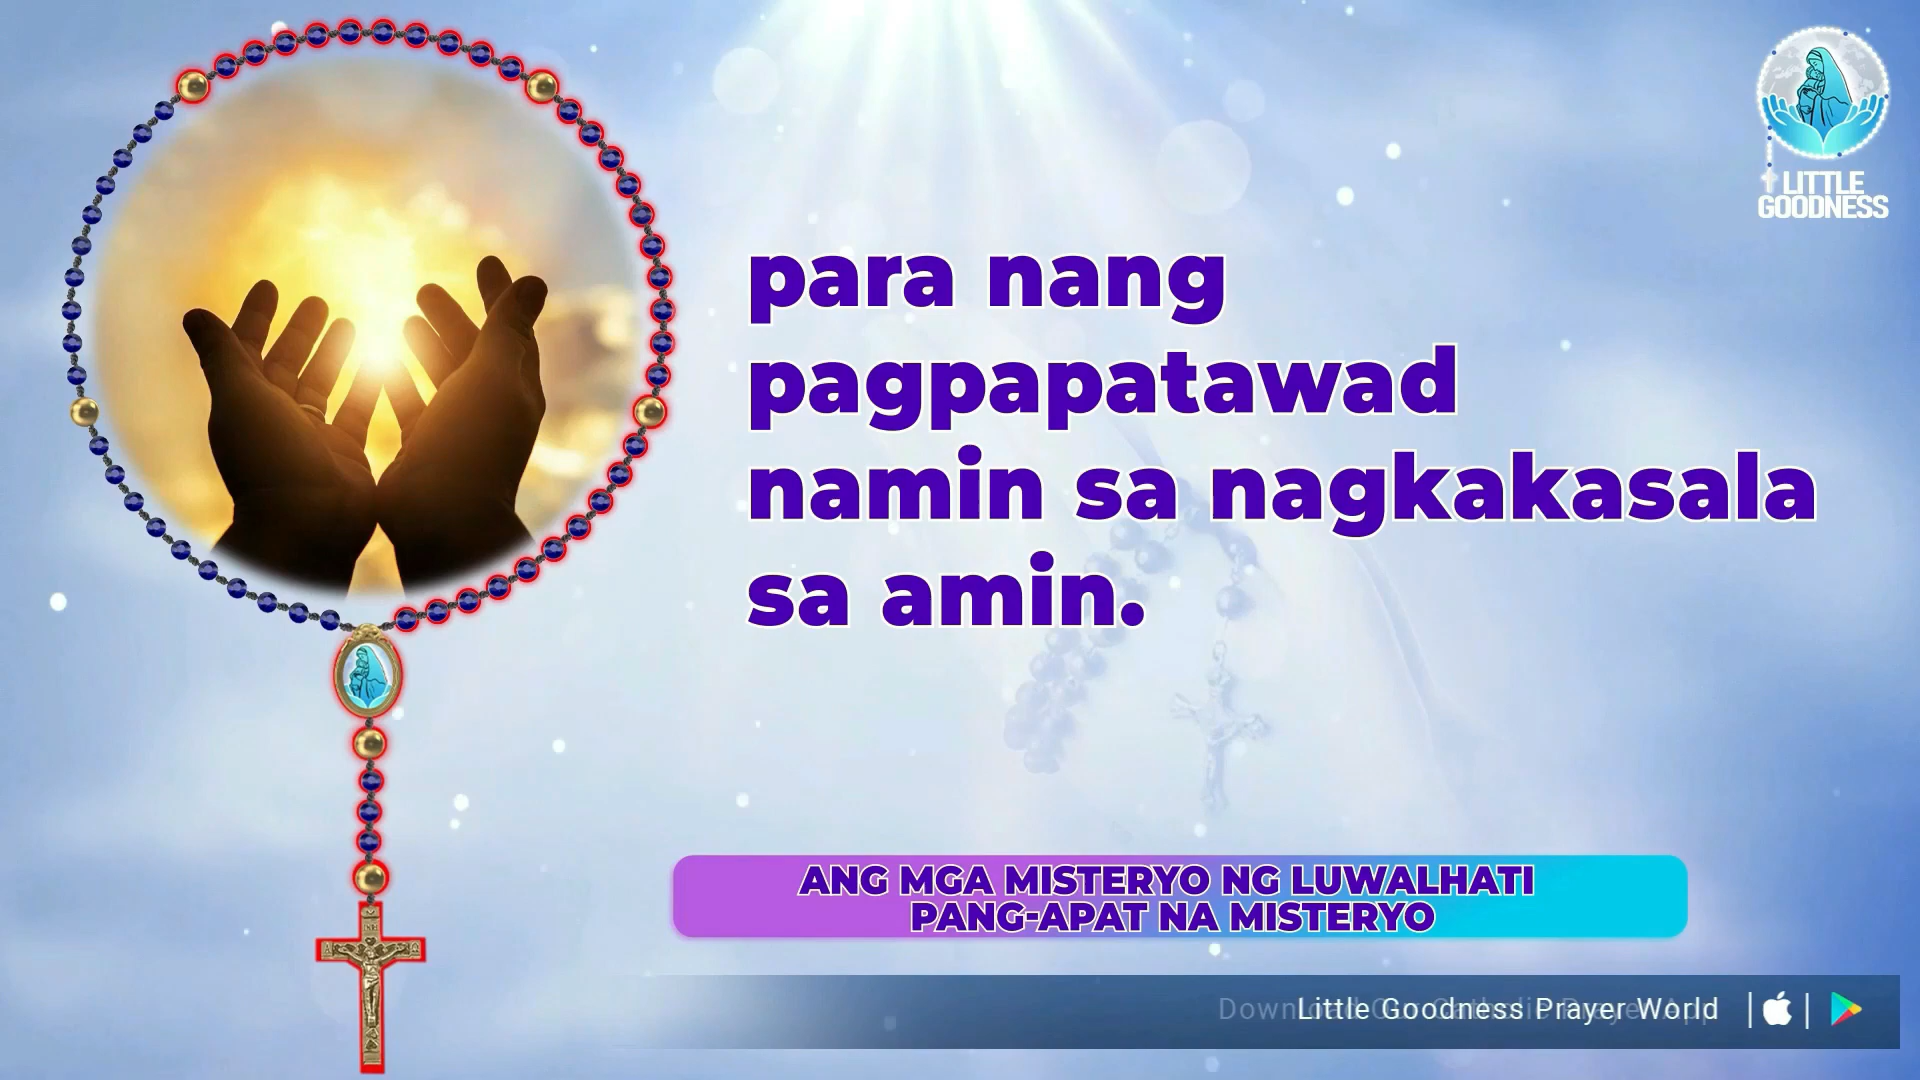 LITTLE
GOODNESS
para nang
pagpapatawad
namin sa nagkakasala
sa amin.
ANG MGA MISTERYO NG LUWALHATI
PANG-APAT NA MISTERYO
Little Goodness Prayer World